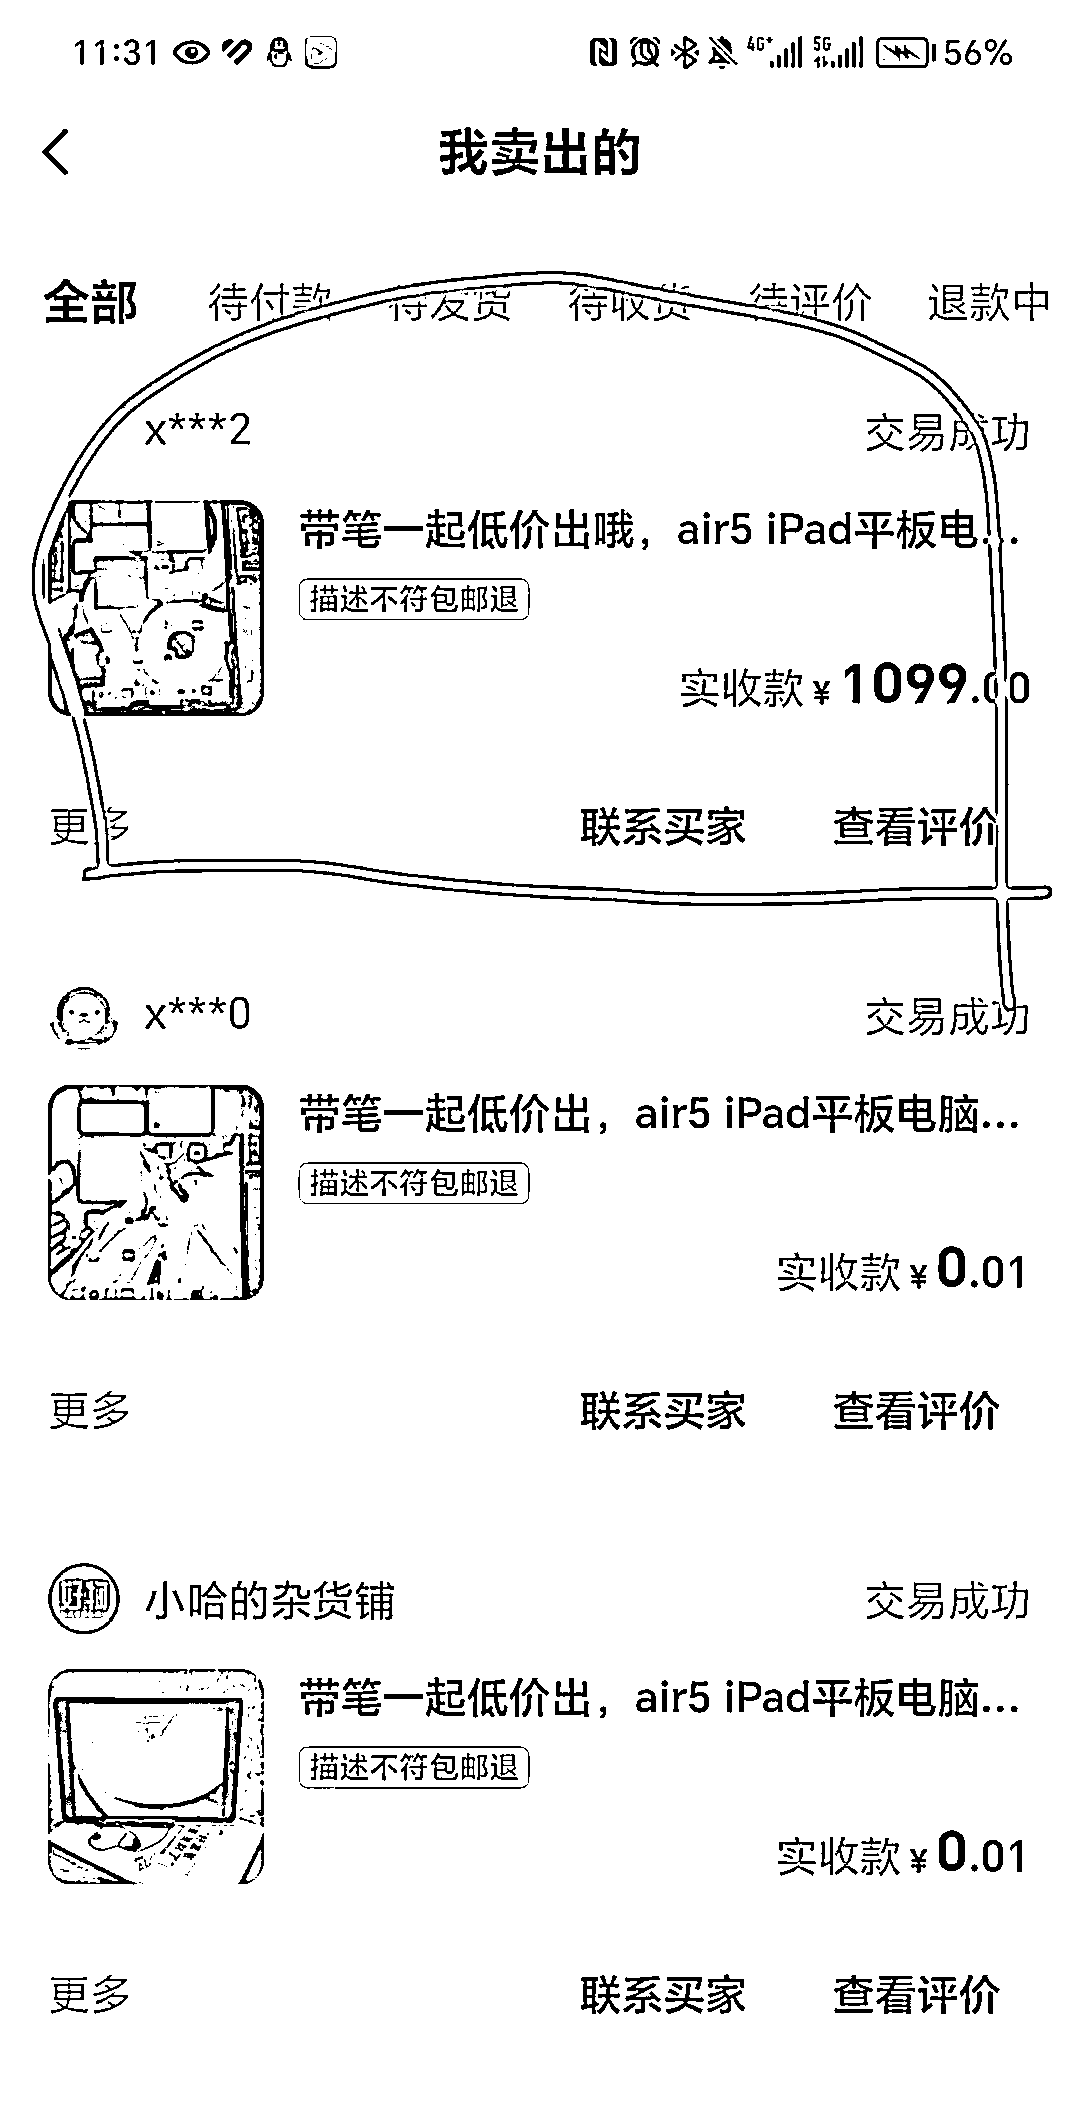 11:31 4G+ 5G 56%
我卖出的
全部 待付款 待发货 待收货 待评价 退款中
x***2 交易成功
带笔一起低价出哦，air5 iPad平板电...
描述不符包邮退
实收款 ¥1099.00
更多 联系买家 查看评价
x***0 交易成功
带笔一起低价出，air5 iPad平板电脑...
描述不符包邮退
实收款 ¥0.01
更多 联系买家 查看评价
小哈的杂货铺 交易成功
带笔一起低价出，air5 iPad平板电脑...
描述不符包邮退
实收款 ¥0.01
更多 联系买家 查看评价